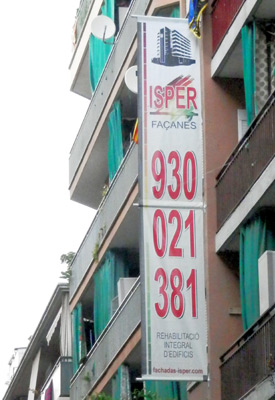 ISPER
FAÇANES
930
021
381
REHABILITACIÓ
INTEGRAL
D'EDIFICIS
fachadas-isper.com